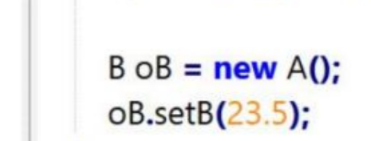 B oB = new A();
oB.setB(23.5);